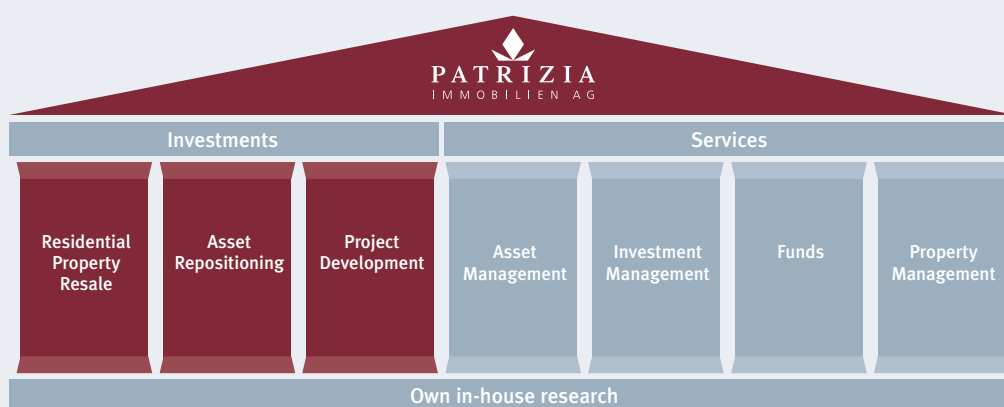 PATRIZIA
IMMOBILIEN AG
Investments
Services
Residential
Property
Resale
Asset
Repositioning
Project
Development
Asset
Management
Investment
Management
Funds
Property
Management
Own in-house research